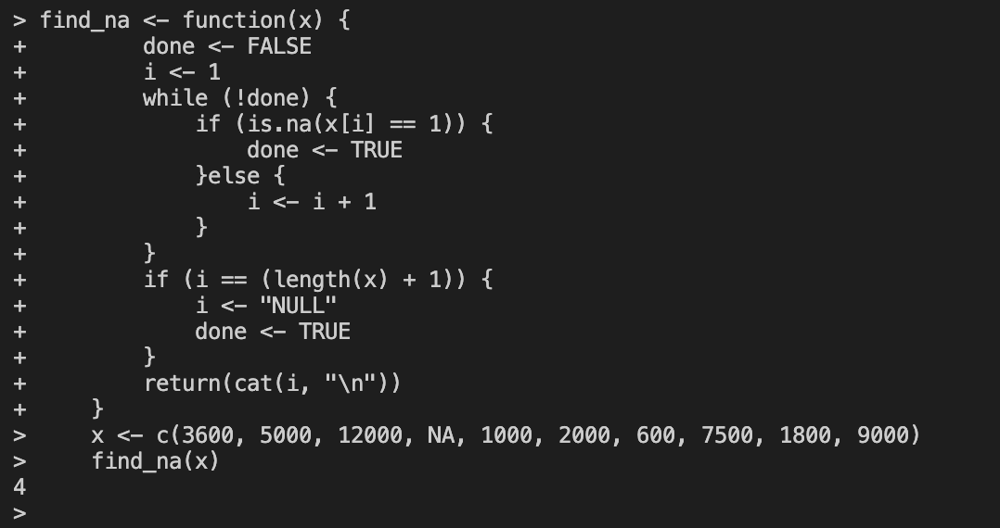 > find_na <- function(x) {
+         done <- FALSE
+         i <- 1
+         while (!done) {
+             if (is.na(x[i] == 1)) {
+                 done <- TRUE
+             }else {
+                 i <- i + 1
+             }
+         }
+         if (i == (length(x) + 1)) {
+             i <- "NULL"
+             done <- TRUE
+         }
+         return(cat(i, "\n"))
+     }
>     x <- c(3600, 5000, 12000, NA, 1000, 2000, 600, 7500, 1800, 9000)
>     find_na(x)
4
>